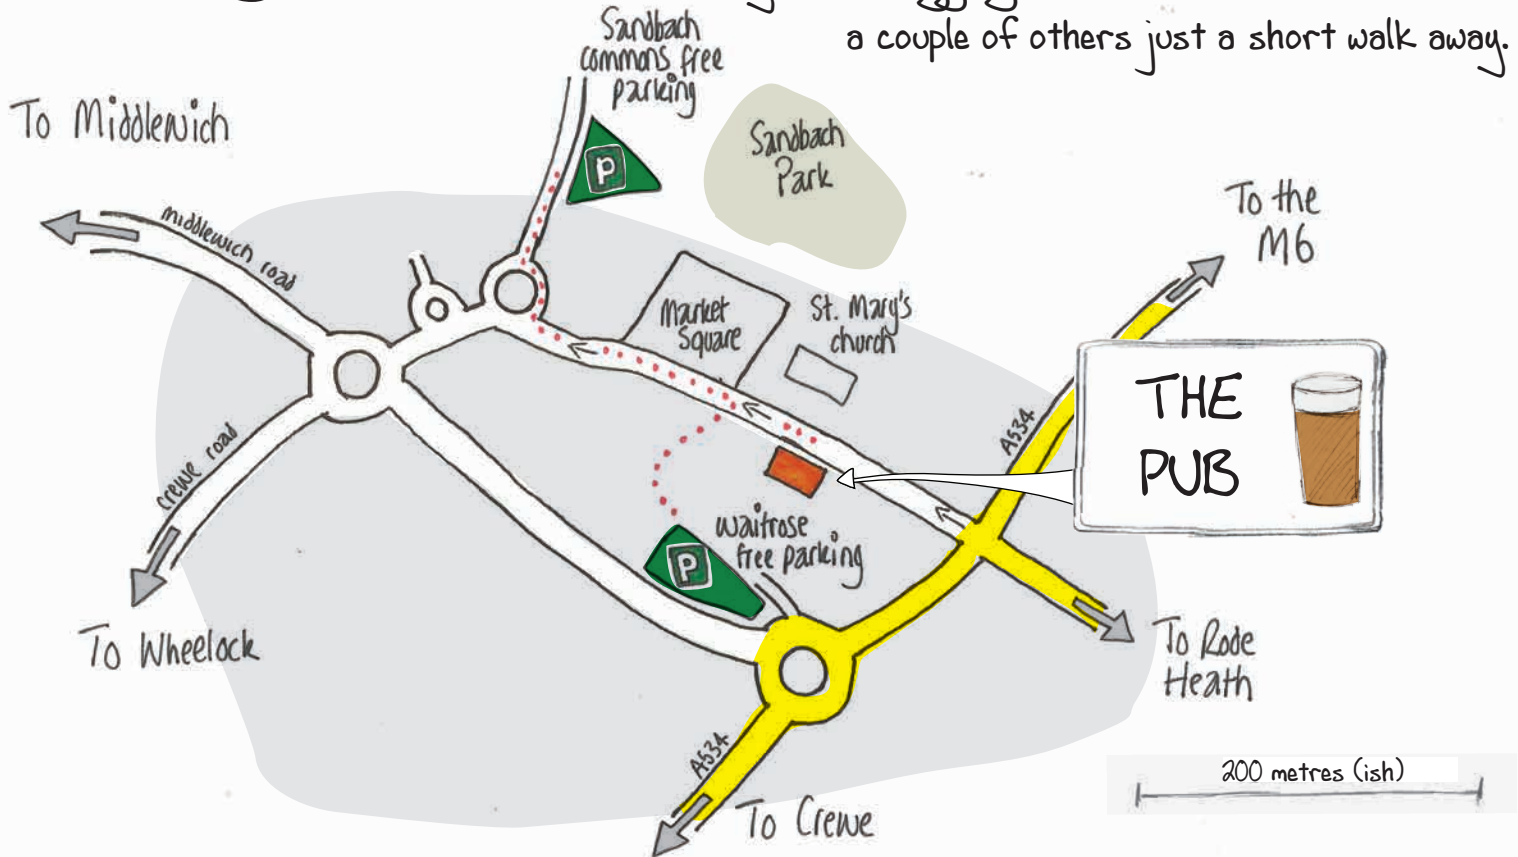 a couple of others just a short walk away.
Sandbach
commons free
parking
P
To Middlewich
Sandbach
Park
To the
M6
middlewich road
Market
Square
St. Mary's
church
A534
THE
PUB
crewe road
Waitrose
free parking
P
To Wheelock
To Rode
Heath
A534
To Crewe
200 metres (ish)